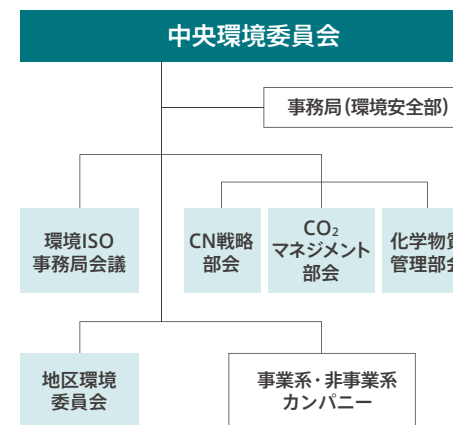 中央環境委員会
事務局（環境安全部）
環境ISO
事務局会議
CN戦略
部会
CO₂
マネジメント
部会
化学物質
管理部会
地区環境
委員会
事業系・非事業系
カンパニー